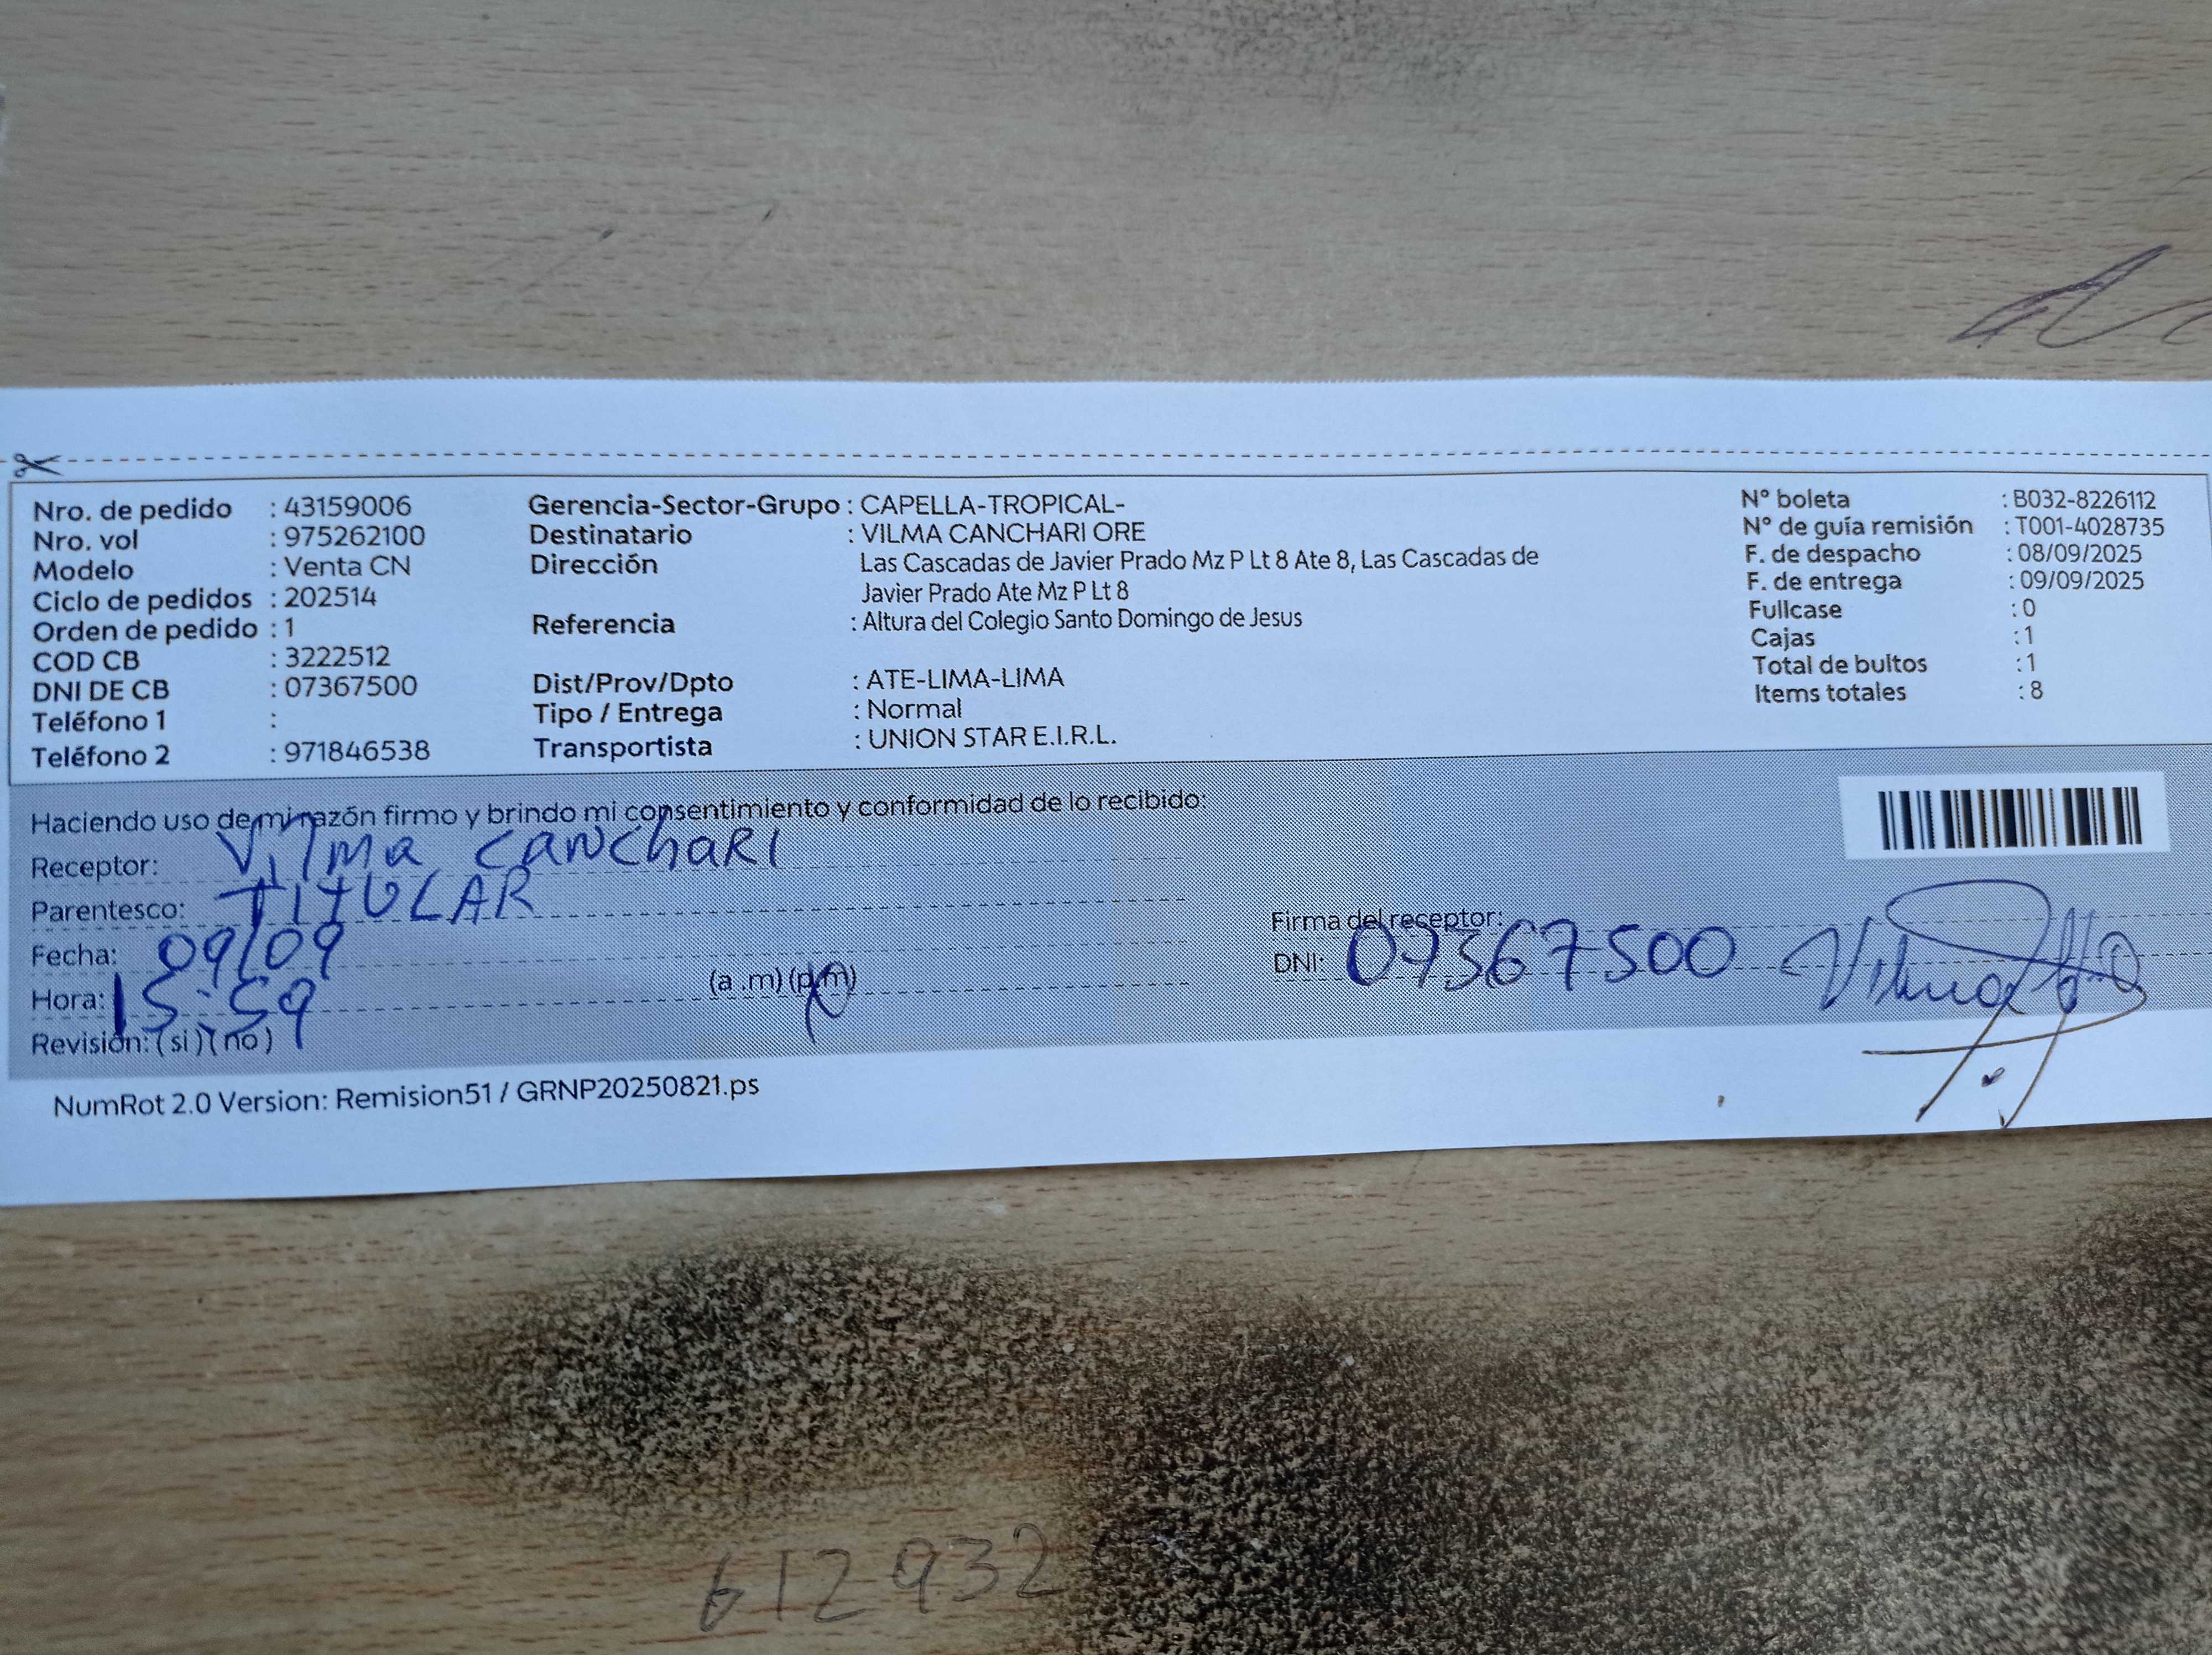 Nro. de pedido : 43159006
Nro. vol : 975262100
Modelo : Venta CN
Ciclo de pedidos : 202514
Orden de pedido : 1
COD CB : 3222512
DNI DE CB : 07367500
Teléfono 1 :
Teléfono 2 : 971846538
Gerencia-Sector-Grupo : CAPELLA-TROPICAL-
Destinatario : VILMA CANCHARI ORE
Dirección Las Cascadas de Javier Prado Mz P Lt 8 Ate 8, Las Cascadas de
Javier Prado Ate Mz P Lt 8
Referencia : Altura del Colegio Santo Domingo de Jesus
Dist/Prov/Dpto : ATE-LIMA-LIMA
Tipo / Entrega : Normal
Transportista : UNION STAR E.I.R.L.
N° boleta : B032-8226112
N° de guía remisión : T001-4028735
F. de despacho : 08/09/2025
F. de entrega : 09/09/2025
Fullcase : 0
Cajas : 1
Total de bultos : 1
Items totales : 8
Haciendo uso de mi razón firmo y brindo mi consentimiento y conformidad de lo recibido:
Receptor: Vilma CANChARI
Parentesco: TITULAR
Fecha: 09/09
Hora: 15:59 (a .m) (p.m)
Revisión: ( si ) ( no )
Firma del receptor:
DNI: 07367500 Vilma
NumRot 2.0 Version: Remision51 / GRNP20250821.ps
612932